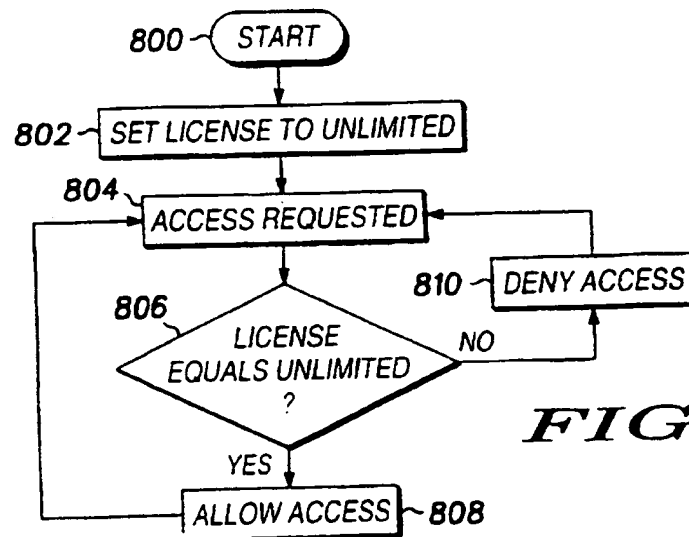 800 START
802 SET LICENSE TO UNLIMITED
804
ACCESS REQUESTED
810 DENY ACCESS
806
LICENSE
EQUALS UNLIMITED
?
NO
FIG
YES
ALLOW ACCESS 808